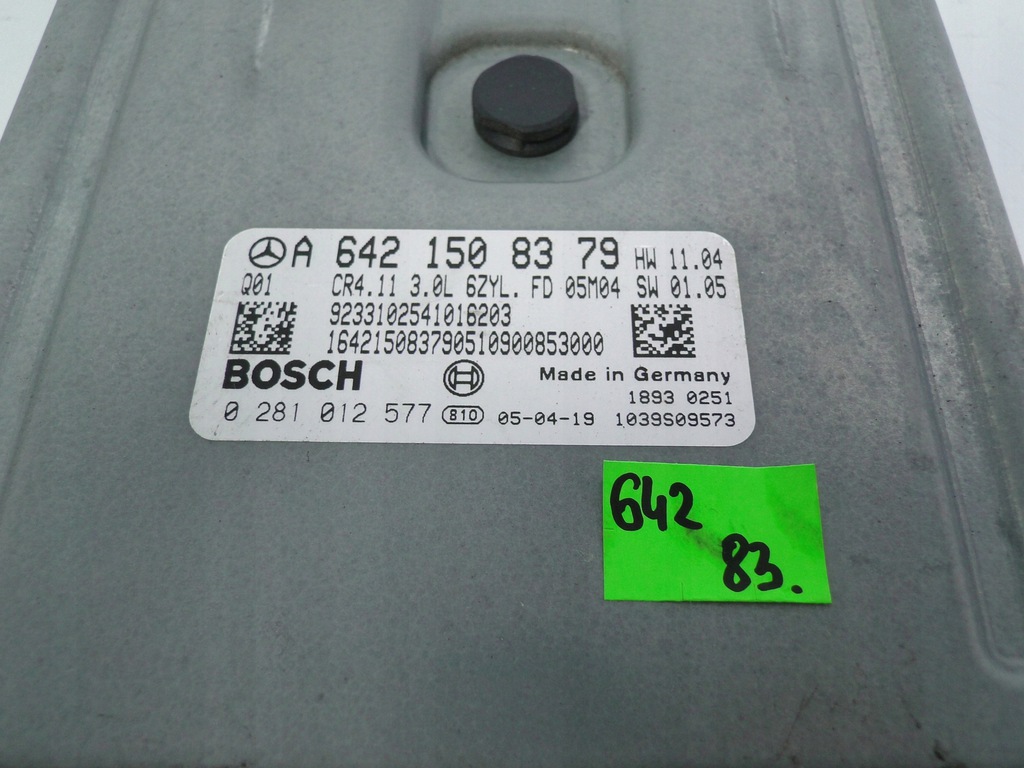 A 642 150 83 79 HW 11.04
Q01 CR4.11 3.0L 6ZYL. FD 05M04 SW 01.05
9233102541016203
164215083790510900853000
BOSCH Made in Germany
1893 0251
0 281 012 577 810 05-04-19 1039S09573
642
83.